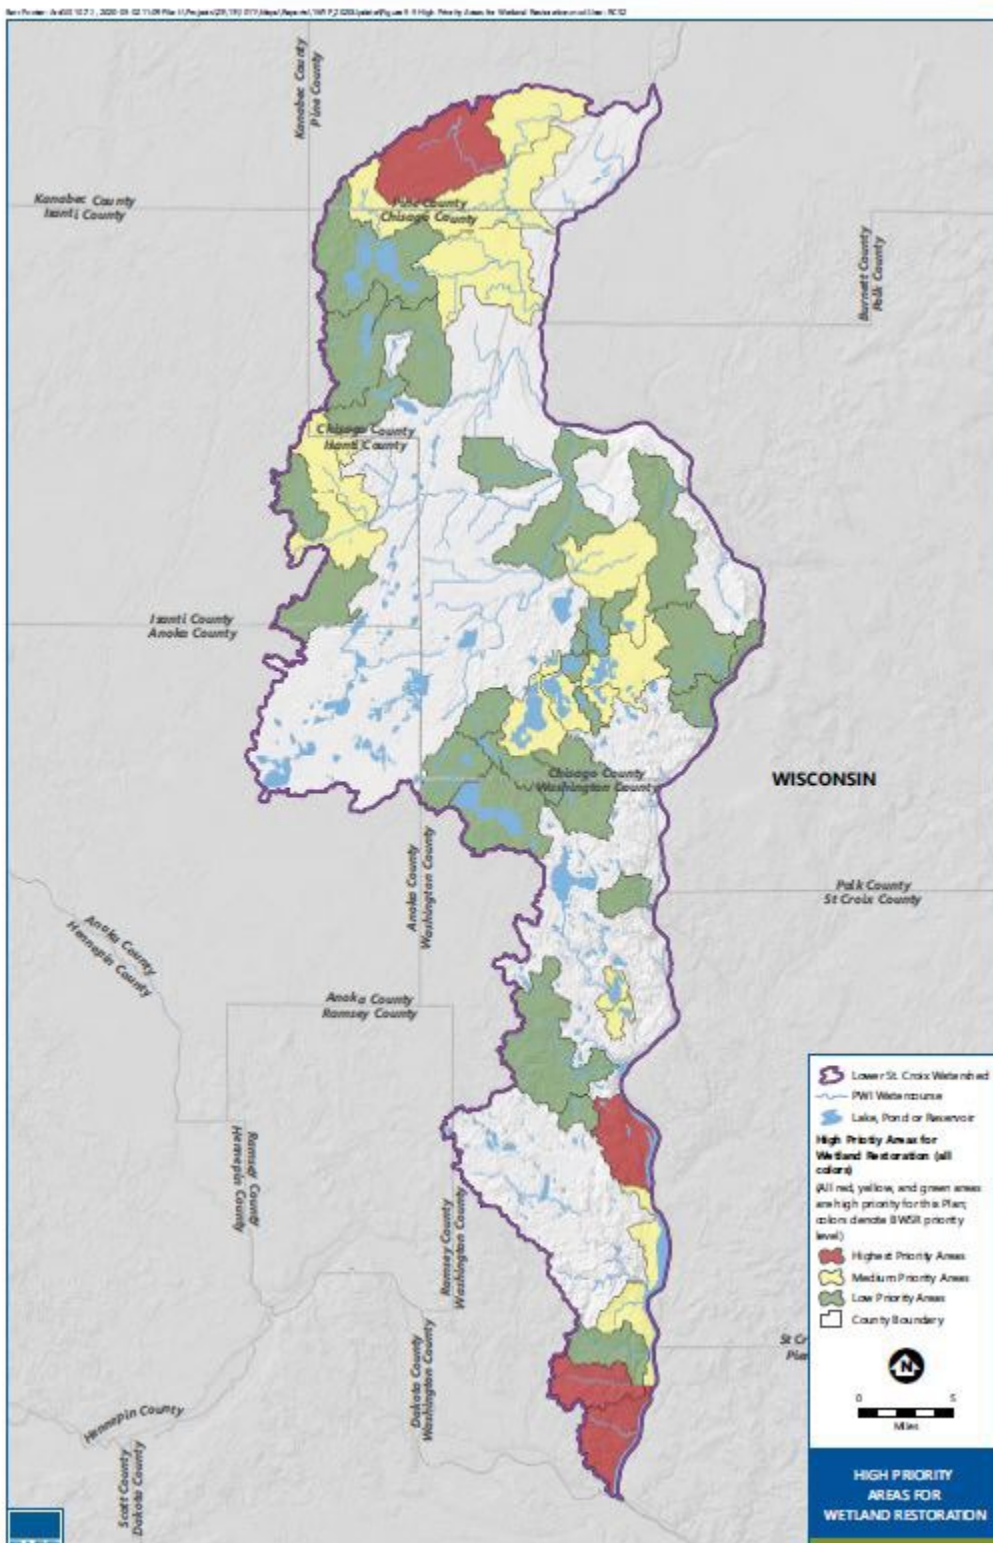 Kanabec County
Pine County
Kanabec County
Isanti County
Pine County
Chisago County
Burnett County
Polk County
Chisago County
Isanti County
Isanti County
Anoka County
Chisago County
Washington County
WISCONSIN
Anoka County
Washington County
Polk County
St Croix County
Anoka County
Hennepin County
Anoka County
Ramsey County
Ramsey County
Hennepin County
Ramsey County
Washington County
Dakota County
Washington County
St Cr
Pie
Hennepin County
Scott County
Dakota County
Lower St. Croix Watershed
PWI Watercourse
Lake, Pond or Reservoir
High Priotiy Areas for
Wetland Restoration (all
colors)
(All red, yellow, and green areas
are high priority for this Plan;
colors denote BWSR priority
level)
Highest Priority Areas
Medium Priority Areas
Low Priority Areas
County Boundary
N
0 5
Miles
HIGH PRIORITY
AREAS FOR
WETLAND RESTORATION